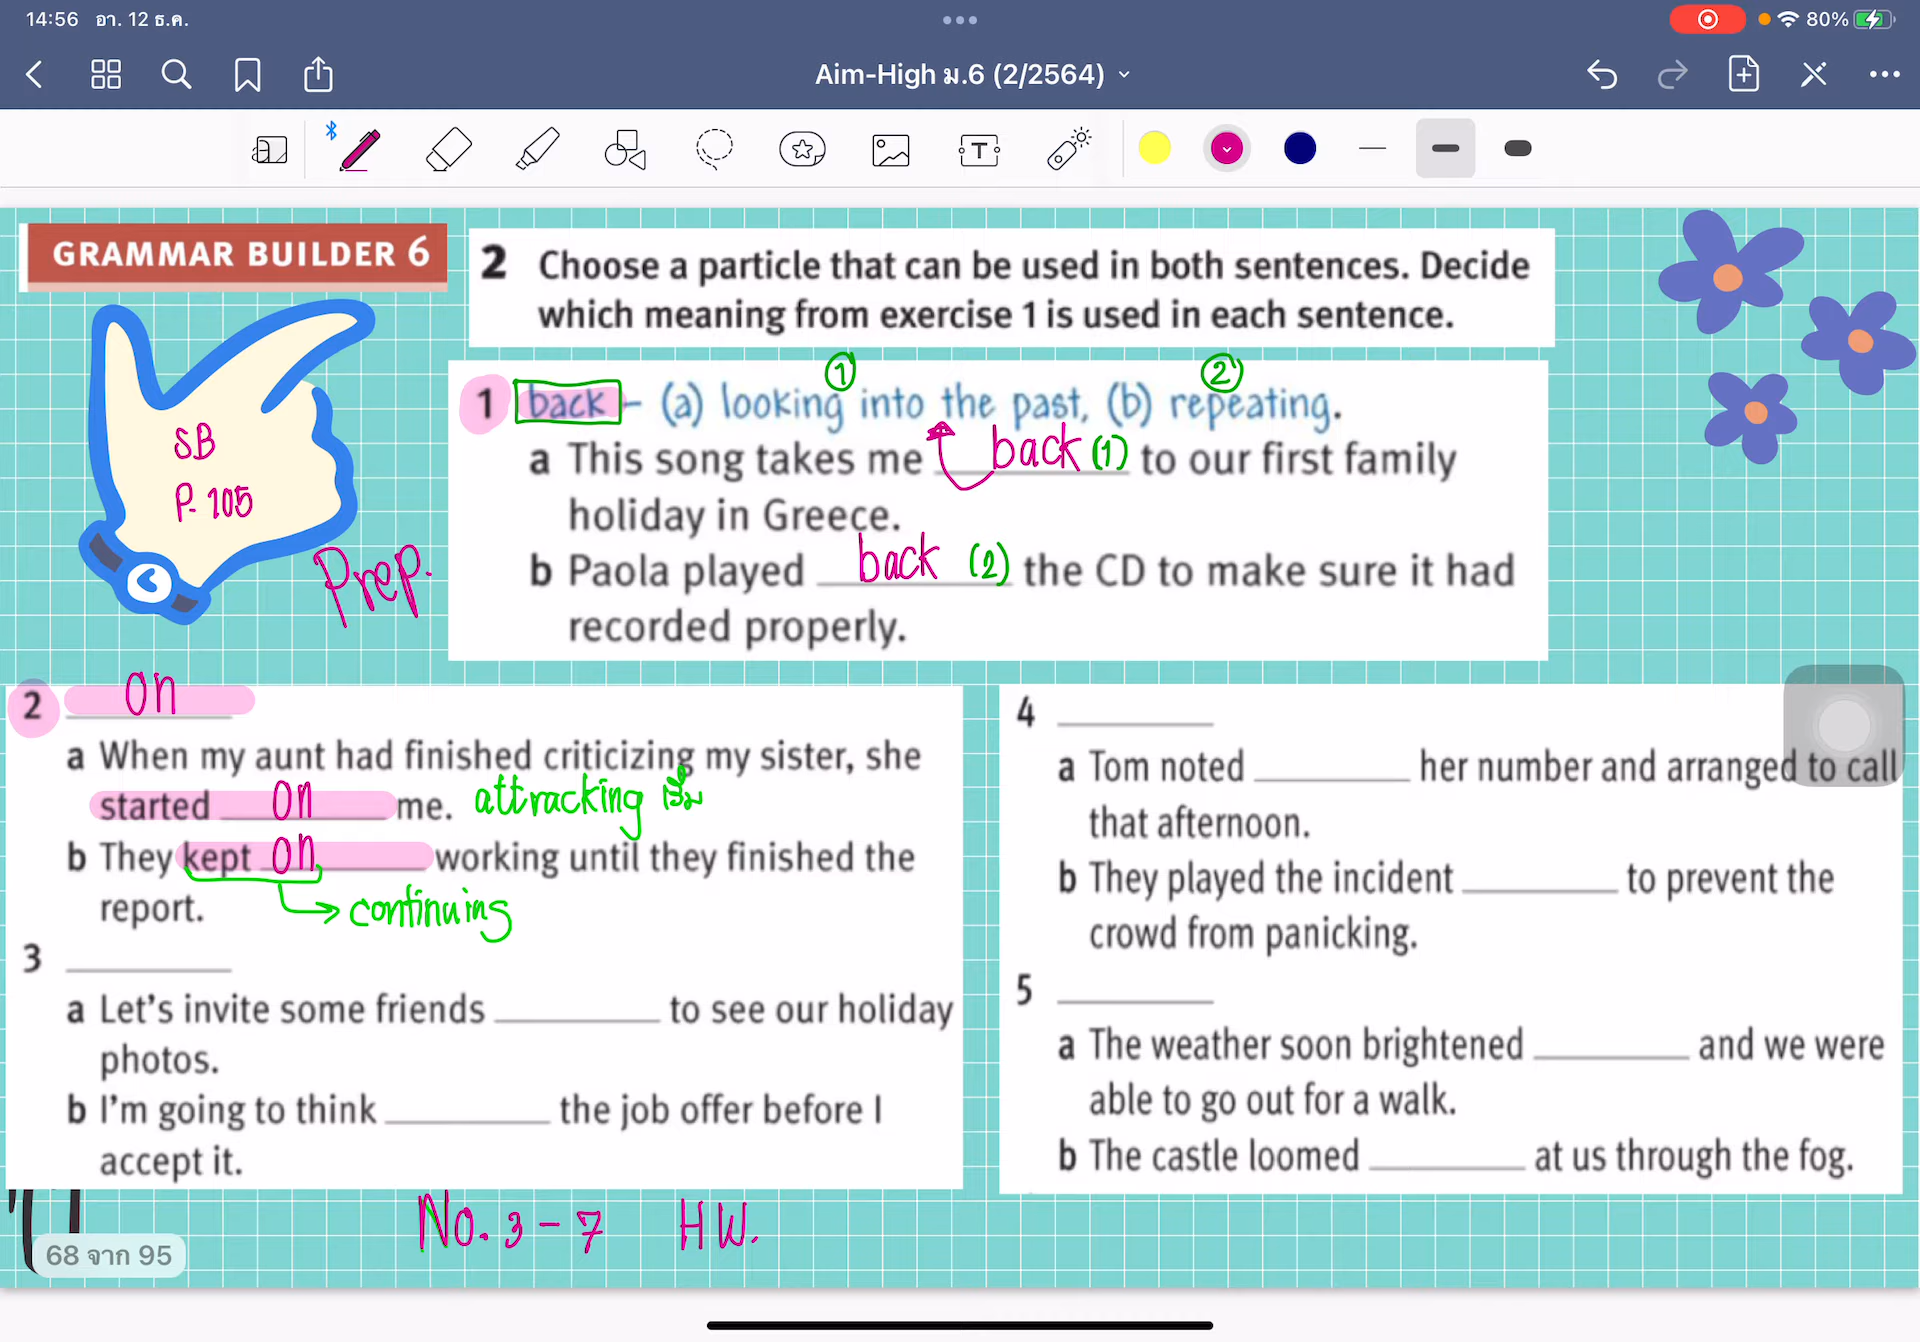 14:56 อา. 12 ธ.ค.
80%
Aim-High ม.6 (2/2564)
GRAMMAR BUILDER 6
2 Choose a particle that can be used in both sentences. Decide
which meaning from exercise 1 is used in each sentence.
SB
P. 105
Prep.
1 2
1 back – (a) looking into the past, (b) repeating.
a This song takes me back (1) to our first family
holiday in Greece.
b Paola played back (2) the CD to make sure it had
recorded properly.
2 on
a When my aunt had finished criticizing my sister, she
started on me. attracking
b They kept on working until they finished the
report. continuing
3
a Let's invite some friends ______ to see our holiday
photos.
b I'm going to think ______ the job offer before I
accept it.
4
a Tom noted ______ her number and arranged to call
that afternoon.
b They played the incident ______ to prevent the
crowd from panicking.
5
a The weather soon brightened ______ and we were
able to go out for a walk.
b The castle loomed ______ at us through the fog.
No. 3 – 7 HW.
68 จาก 95